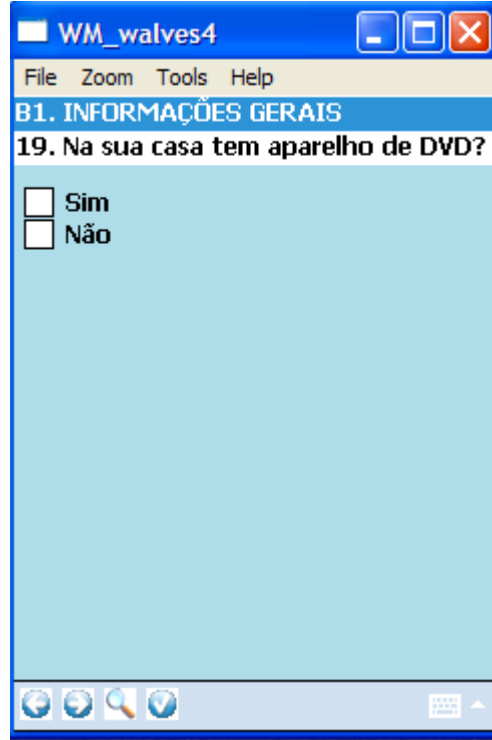 WM_walves4
File Zoom Tools Help
B1. INFORMAÇÕES GERAIS
19. Na sua casa tem aparelho de DVD?
Sim
Não